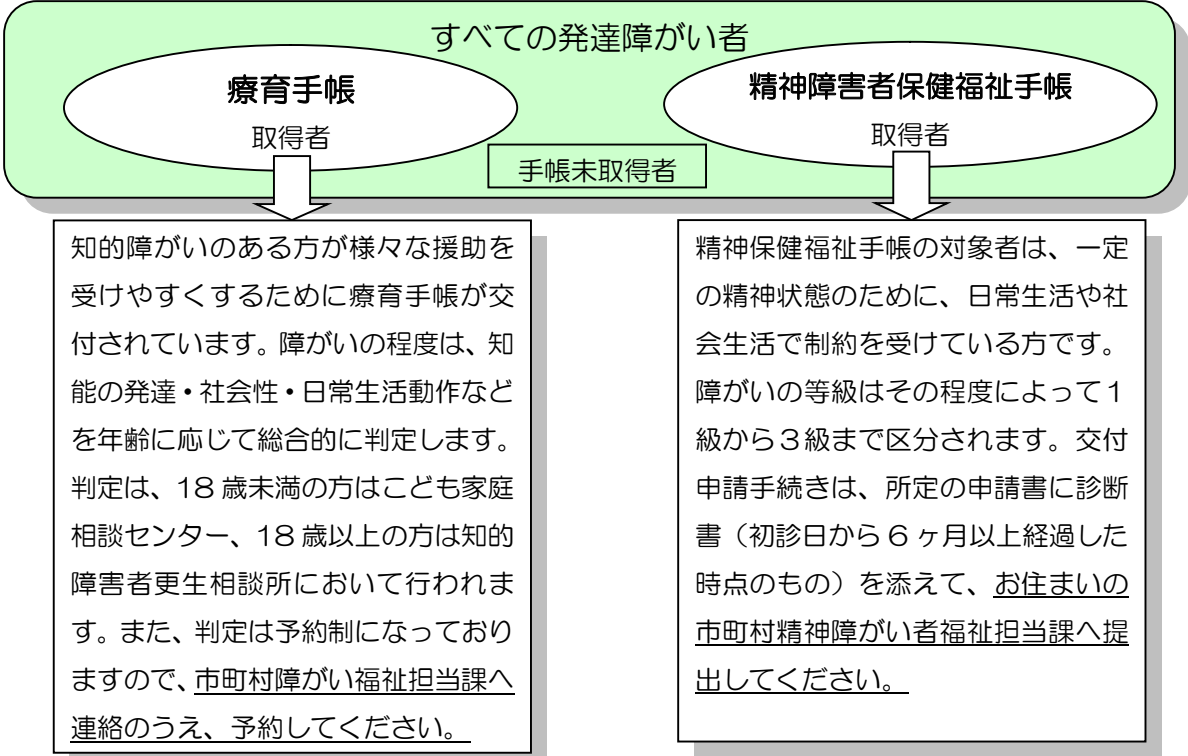 すべての発達障がい者
療育手帳
取得者
精神障害者保健福祉手帳
取得者
手帳未取得者
知的障がいのある方が様々な援助を
受けやすくするために療育手帳が交
付されています。障がいの程度は、知
能の発達・社会性・日常生活動作など
を年齢に応じて総合的に判定します。
判定は、18 歳未満の方はこども家庭
相談センター、18 歳以上の方は知的
障害者更生相談所において行われま
す。また、判定は予約制になっており
ますので、市町村障がい福祉担当課へ
連絡のうえ、予約してください。
精神保健福祉手帳の対象者は、一定
の精神状態のために、日常生活や社
会生活で制約を受けている方です。
障がいの等級はその程度によって1
級から3級まで区分されます。交付
申請手続きは、所定の申請書に診断
書（初診日から6ヶ月以上経過した
時点のもの）を添えて、お住まいの
市町村精神障がい者福祉担当課へ提
出してください。